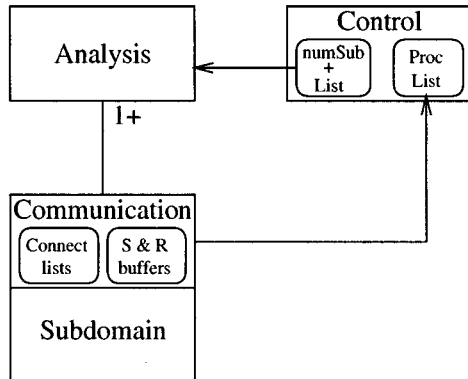 Analysis
Control
numSub
+
List
Proc
List
1+
Communication
Connect
lists
S & R
buffers
Subdomain